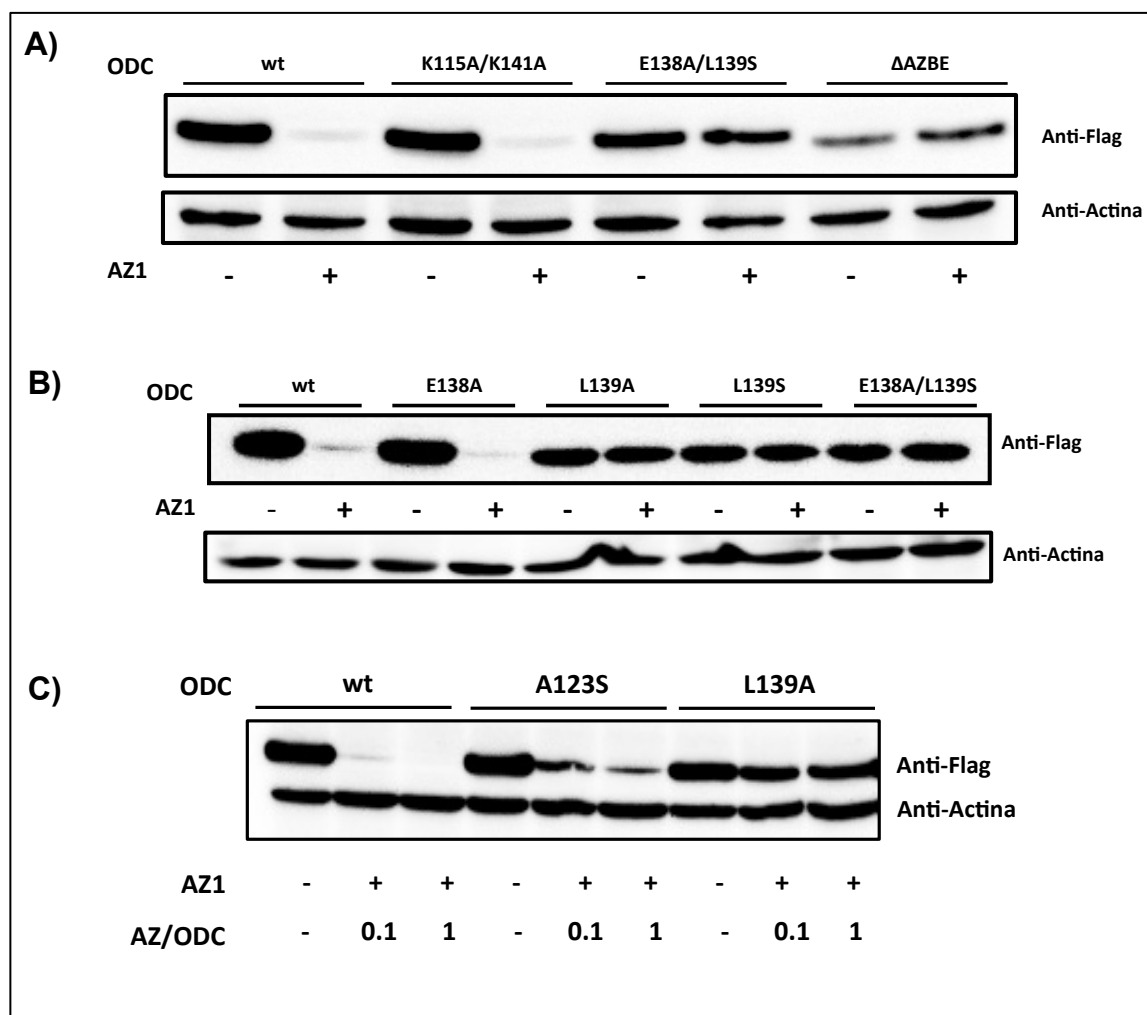 A)
ODC wt K115A/K141A E138A/L139S ΔAZBE
Anti-Flag
Anti-Actina
AZ1 - + - + - + - +
B)
ODC wt E138A L139A L139S E138A/L139S
Anti-Flag
AZ1 - + - + - + - + - +
Anti-Actina
C)
ODC wt A123S L139A
Anti-Flag
Anti-Actina
AZ1 - + + - + + - + +
AZ/ODC - 0.1 1 - 0.1 1 - 0.1 1